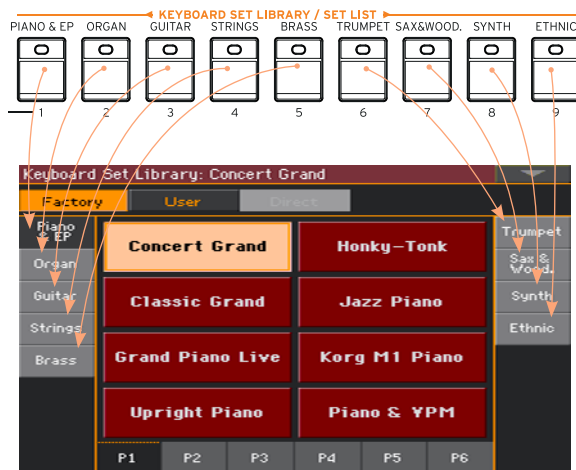 KEYBOARD SET LIBRARY / SET LIST
PIANO & EP ORGAN GUITAR STRINGS BRASS TRUMPET SAX&WOOD. SYNTH ETHNIC
1 2 3 4 5 6 7 8 9
Keyboard Set Library: Concert Grand
Factory User Direct
Piano & EP
Organ
Guitar
Strings
Brass
Concert Grand Honky-Tonk
Classic Grand Jazz Piano
Grand Piano Live Korg M1 Piano
Upright Piano Piano & VPM
Trumpet
Sax & Wood.
Synth
Ethnic
P1 P2 P3 P4 P5 P6